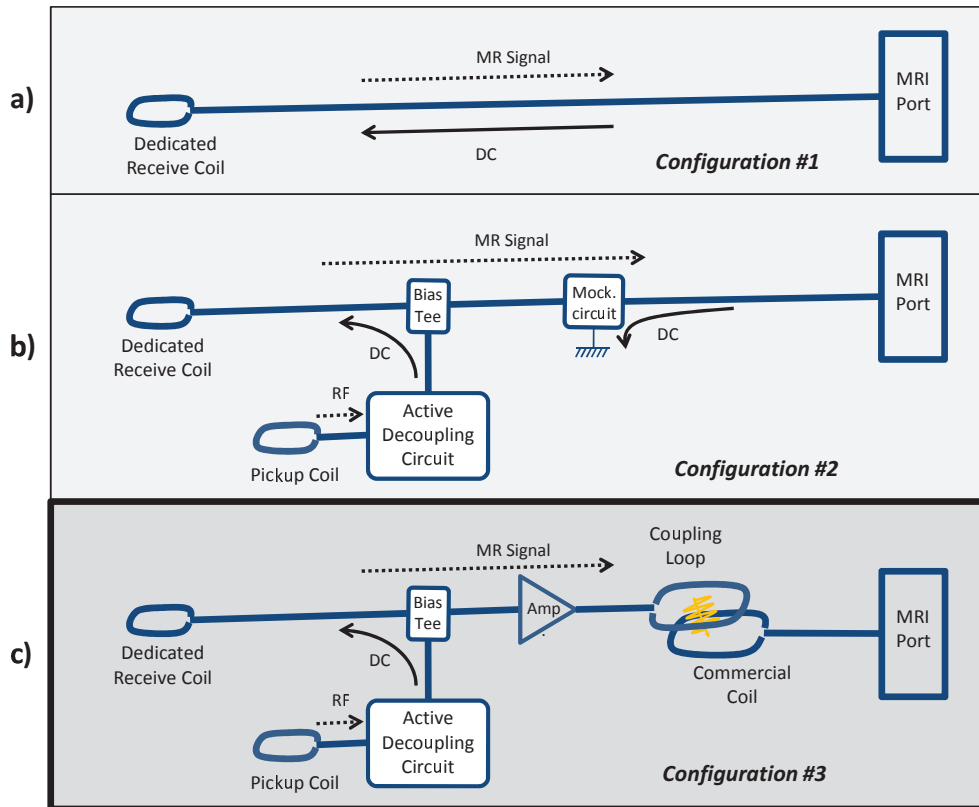 a)
MR Signal
MRI
Port
Dedicated
Receive Coil
DC
Configuration #1
b)
MR Signal
Bias
Tee
Mock.
circuit
MRI
Port
Dedicated
Receive Coil
DC
DC
RF
Active
Decoupling
Circuit
Pickup Coil
Configuration #2
c)
MR Signal
Coupling
Loop
Bias
Tee
Amp
.
MRI
Port
Dedicated
Receive Coil
DC
Commercial
Coil
RF
Active
Decoupling
Circuit
Pickup Coil
Configuration #3